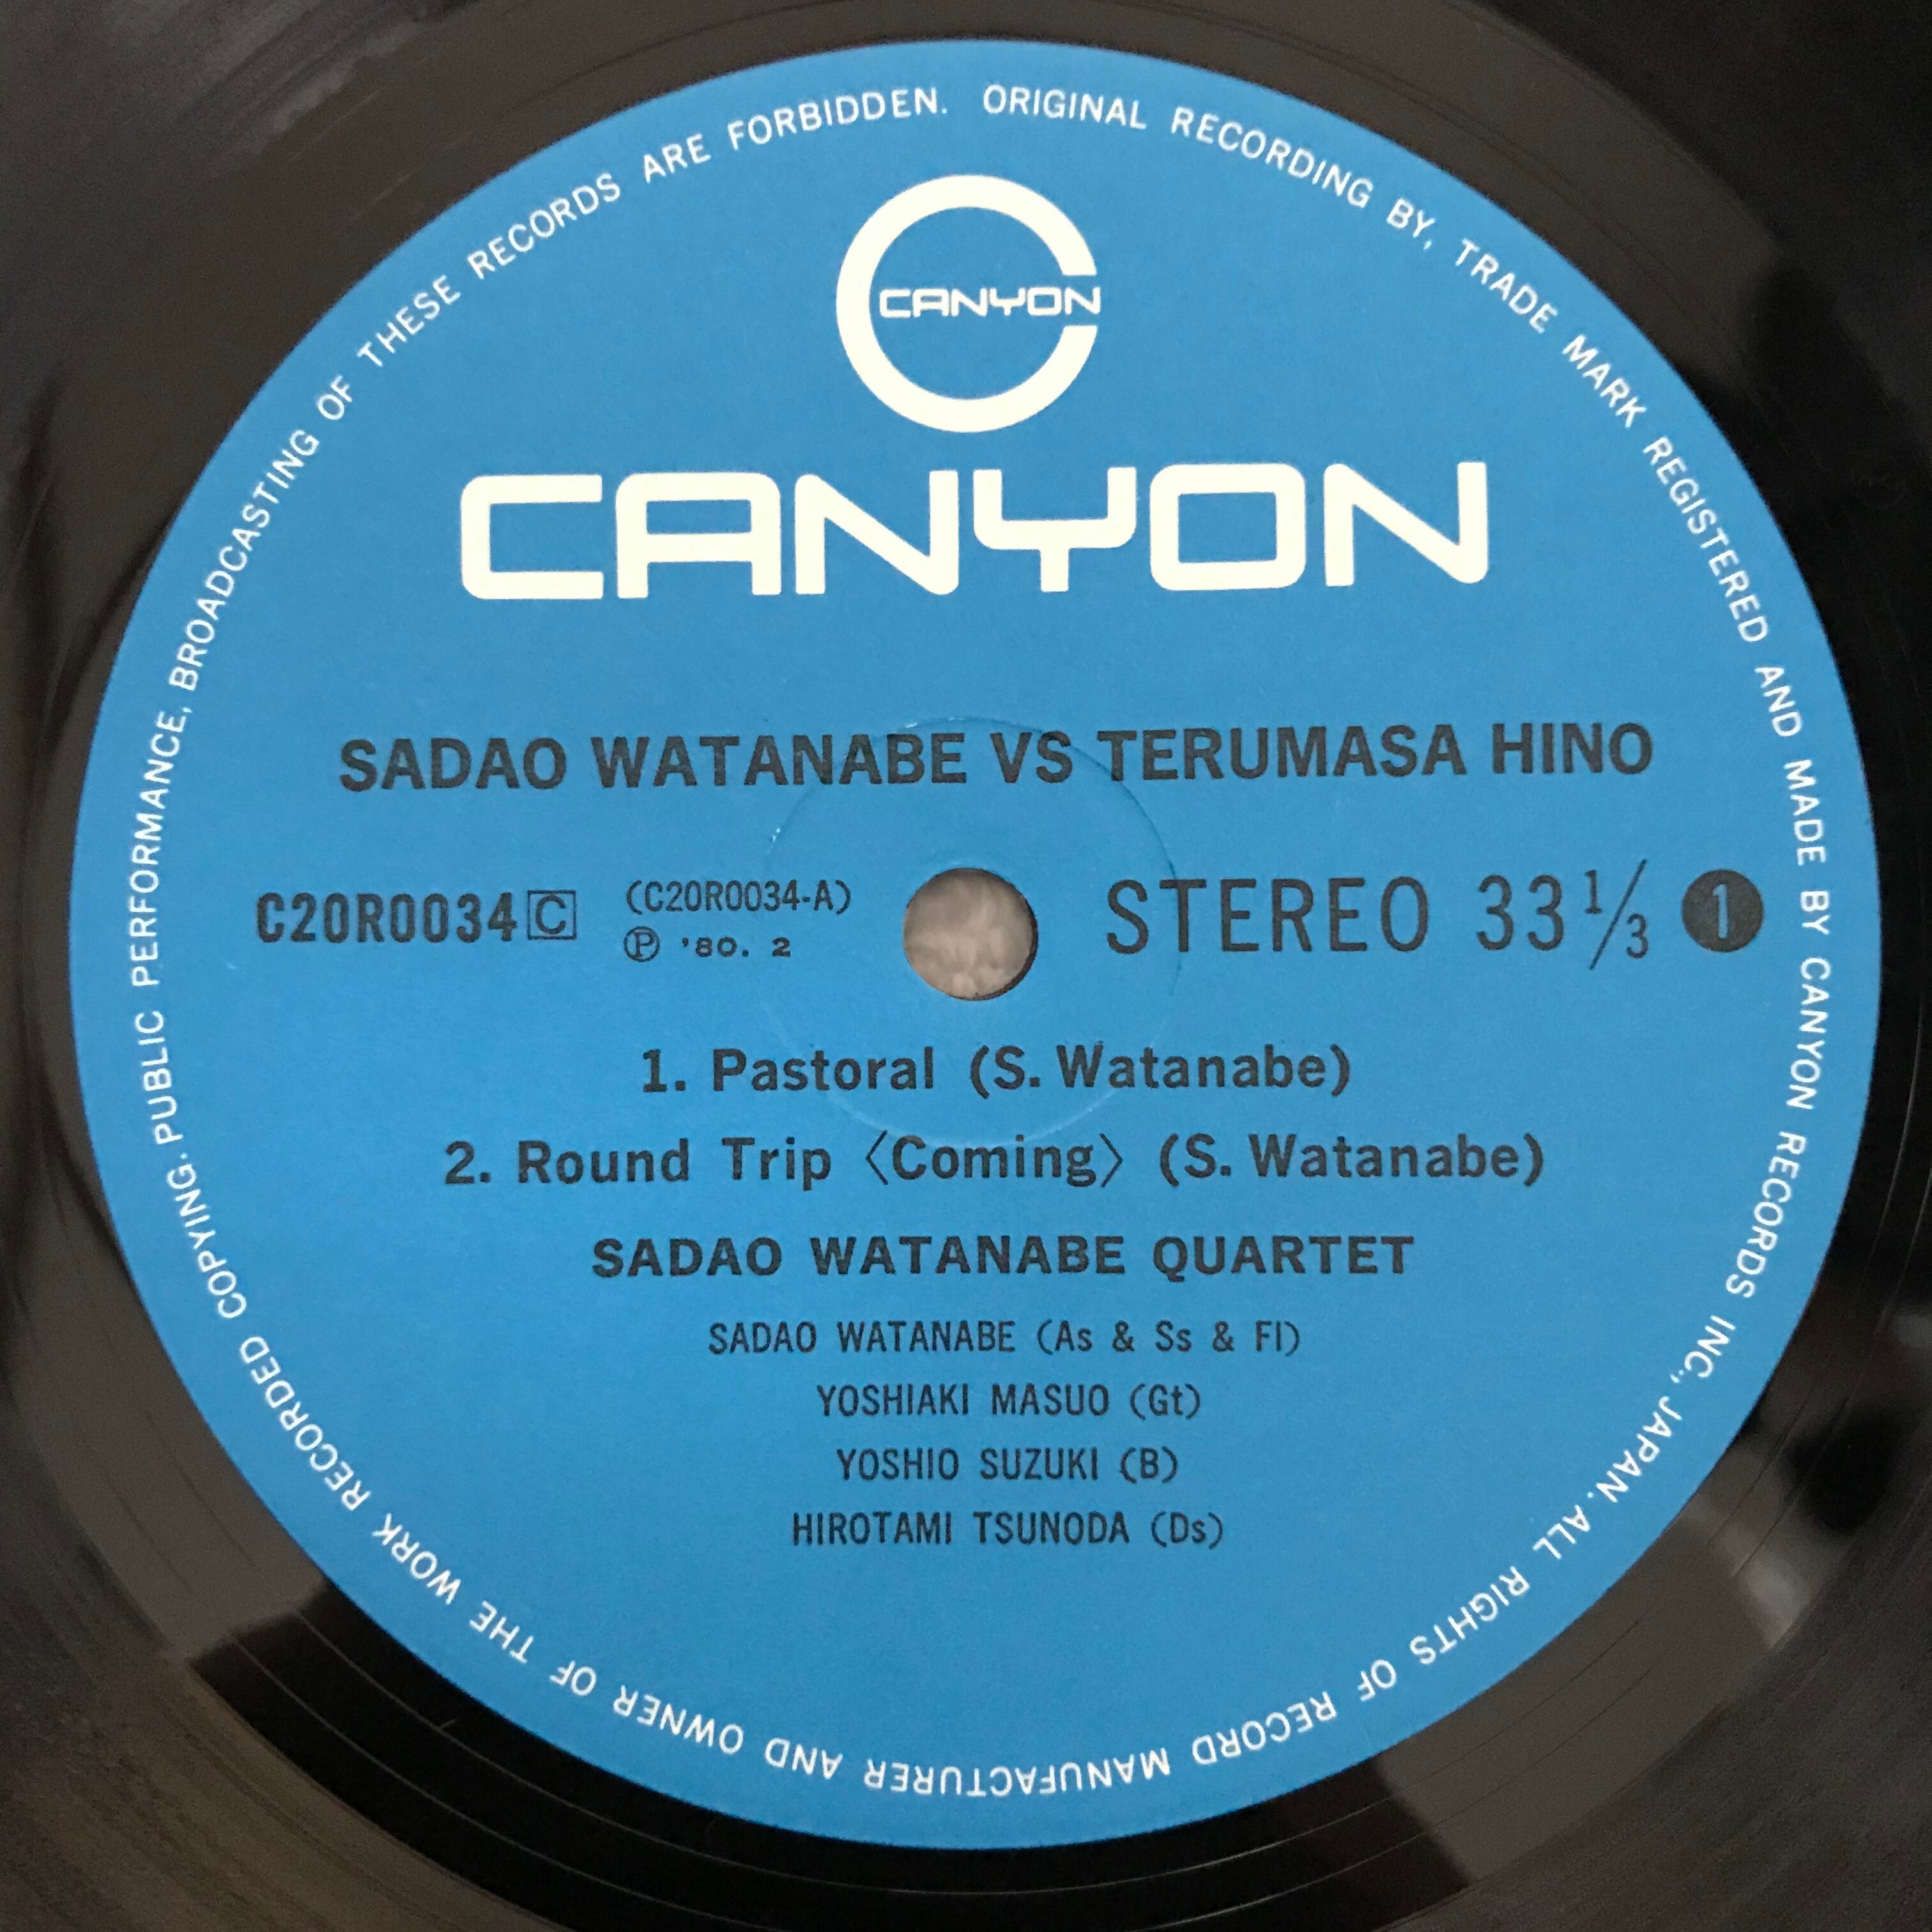 ORIGINAL RECORDING BY, TRADE MARK REGISTERED AND MADE BY CANYON RECORDS INC., JAPAN. ALL RIGHTS OF RECORD MANUFACTURER AND OWNER OF THE WORK RECORDED COPYING. PUBLIC PERFORMANCE, BROADCASTING OF THESE RECORDS ARE FORBIDDEN.
CANYON
CANYON
SADAO WATANABE VS TERUMASA HINO
C20R0034 C (C20R0034-A) STEREO 33 1/3 1
Ⓟ '80. 2
1. Pastoral (S. Watanabe)
2. Round Trip 〈Coming〉 (S. Watanabe)
SADAO WATANABE QUARTET
SADAO WATANABE (As & Ss & Fl)
YOSHIAKI MASUO (Gt)
YOSHIO SUZUKI (B)
HIROTAMI TSUNODA (Ds)